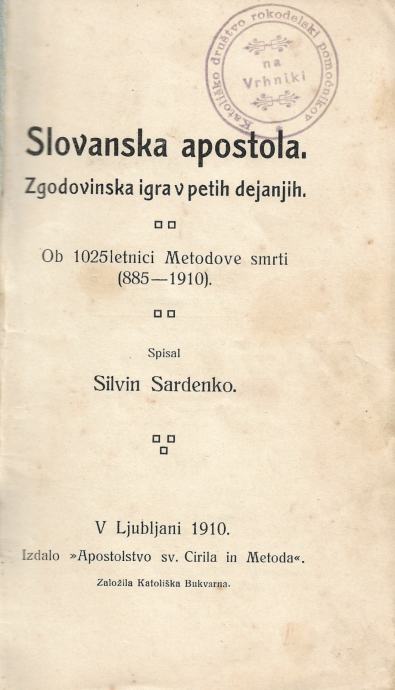 Katoliško društvo rokodelski pomočnikov
na
Vrhniki
Slovanska apostola.
Zgodovinska igra v petih dejanjih.
Ob 1025letnici Metodove smrti
(885—1910).
Spisal
Silvin Sardenko.
V Ljubljani 1910.
Izdalo »Apostolstvo sv. Cirila in Metoda«.
Založila Katoliška Bukvarna.